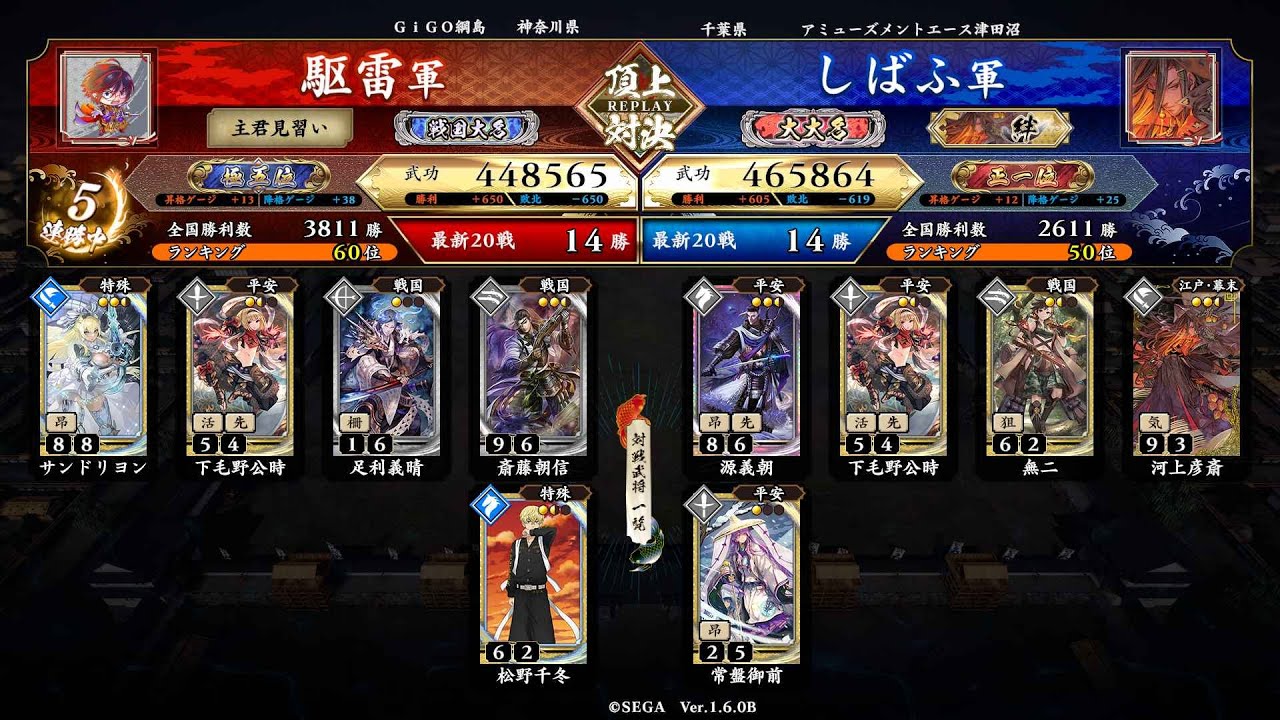 GiGO綱島 神奈川県
千葉県 アミューズメントエース津田沼
駆雷軍
頂上
REPLAY
対決
しばふ軍
主君見習い
戦国大名
大大名
絆
5
連勝中
極王位
昇格ゲージ +13 降格ゲージ +38
武功 448565
勝利 +650 敗北 -650
武功 465864
勝利 +605 敗北 -619
正一位
昇格ゲージ +12 降格ゲージ +25
全国勝利数 3811勝
ランキング 60位
最新20戦 14勝
最新20戦 14勝
全国勝利数 2611勝
ランキング 50位
特殊
昂
8 8
サンドリヨン
平安
活 先
5 4
下毛野公時
戦国
柵
1 6
足利義晴
戦国
9 6
斎藤朝信
対戦武将一覧
平安
昂 先
8 6
源義朝
平安
活 先
5 4
下毛野公時
戦国
狙
6 2
無二
江戸・幕末
気
9 3
河上彦斎
特殊
6 2
松野千冬
平安
昂
2 5
常盤御前
©SEGA Ver.1.6.0B